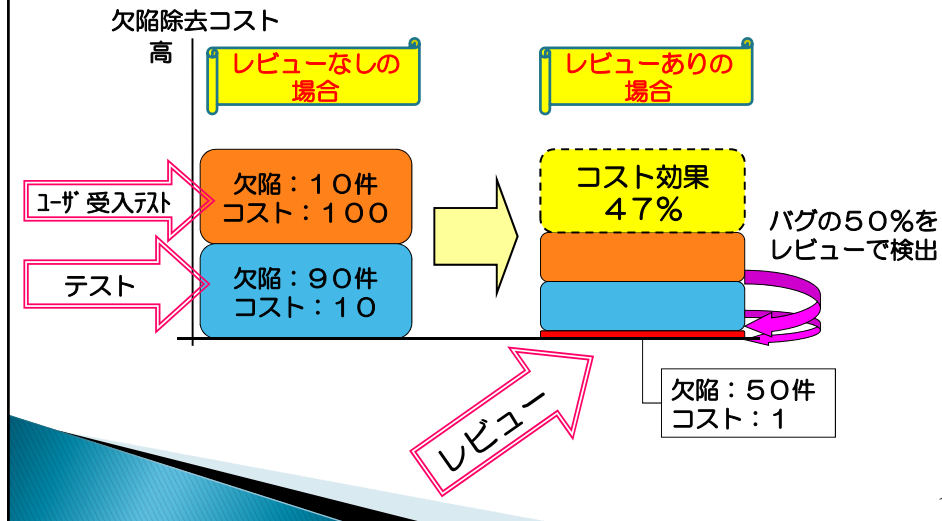 欠陥除去コスト
高
レビューなしの
場合
レビューありの
場合
ﾕｰｻﾞ受入ﾃｽﾄ
欠陥：１０件
コスト：１００
コスト効果
４７％
バグの５０％を
レビューで検出
テスト
欠陥：９０件
コスト：１０
レビュー
欠陥：５０件
コスト：１